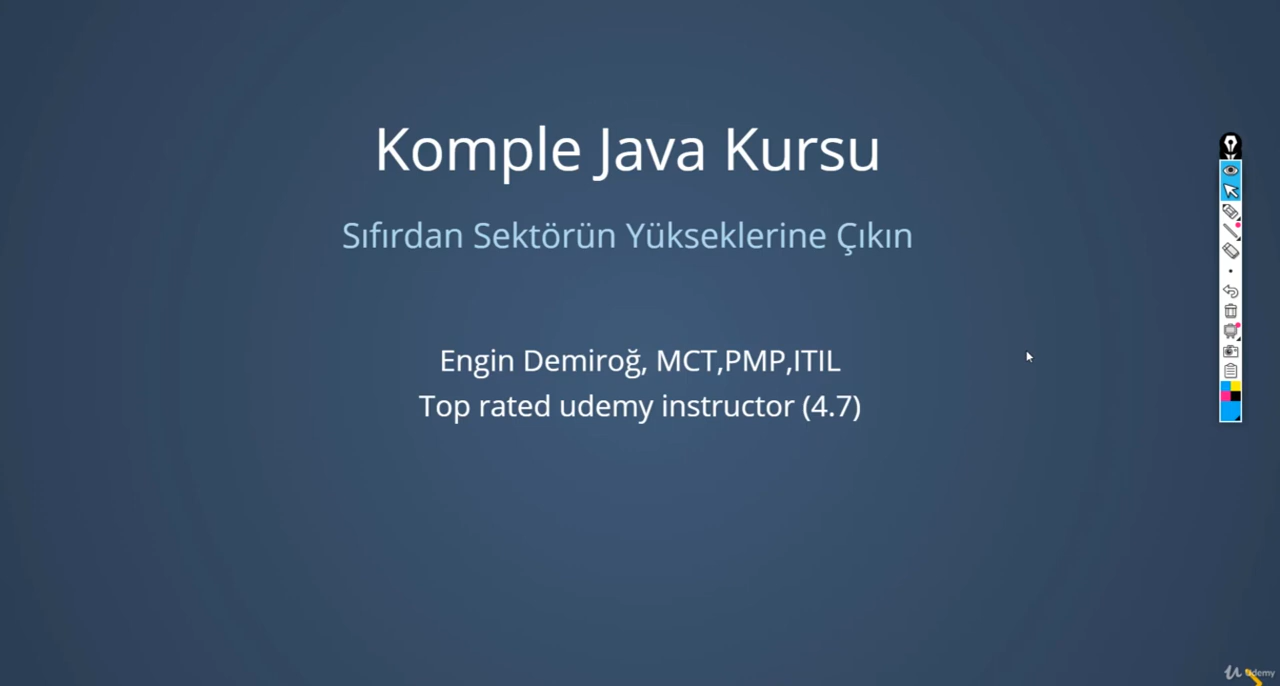 Komple Java Kursu
Sıfırdan Sektörün Yükseklerine Çıkın
Engin Demiroğ, MCT,PMP,ITIL
Top rated udemy instructor (4.7)
Udemy